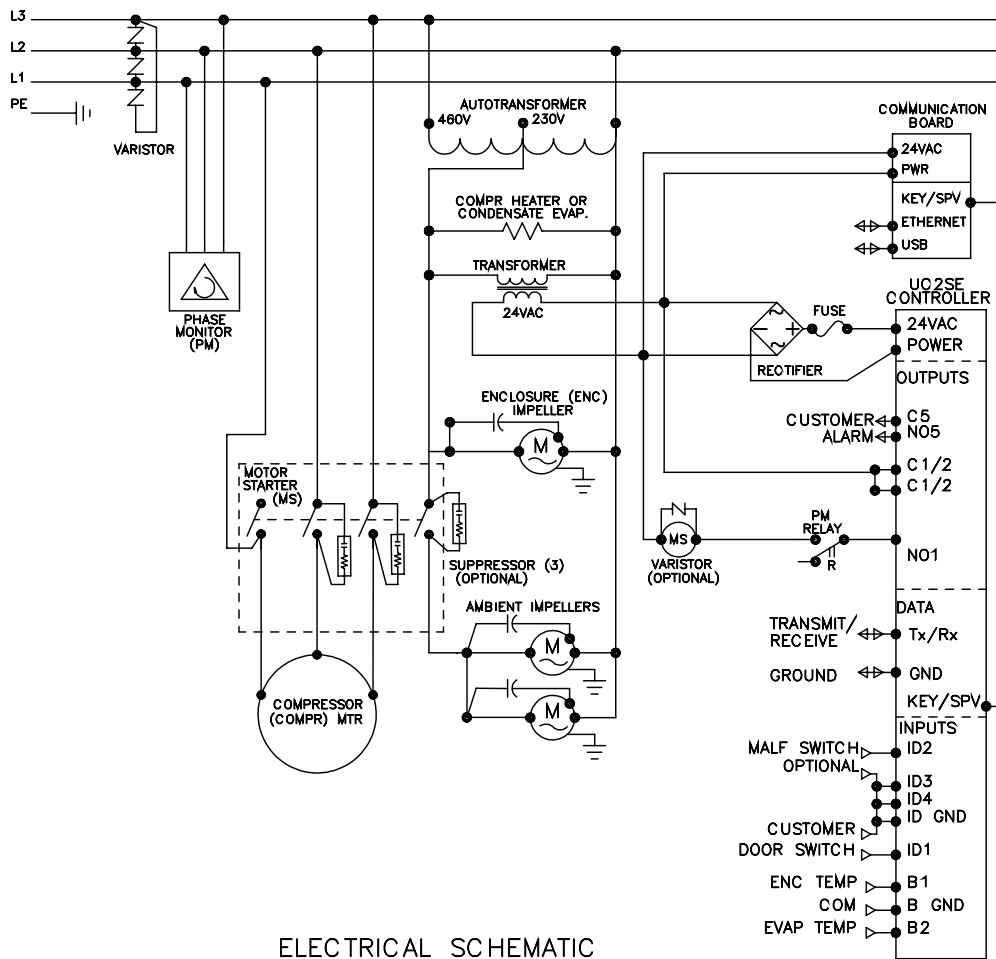 L3
L2
L1
PE
VARISTOR
AUTOTRANSFORMER
460V
230V
COMMUNICATION
BOARD
24VAC
PWR
KEY/SPV
ETHERNET
USB
COMPR HEATER OR
CONDENSATE EVAP.
TRANSFORMER
24VAC
PHASE
MONITOR
(PM)
UC2SE
CONTROLLER
FUSE
24VAC
POWER
RECTIFIER
OUTPUTS
ENCLOSURE (ENC)
IMPELLER
M
CUSTOMER
ALARM
C5
NO5
C1/2
C1/2
MOTOR
STARTER
(MS)
SUPPRESSOR (3)
(OPTIONAL)
MS
VARISTOR
(OPTIONAL)
PM
RELAY
R
NO1
AMBIENT IMPELLERS
M
M
COMPRESSOR
(COMPR) MTR
DATA
TRANSMIT/
RECEIVE
Tx/Rx
GROUND
GND
KEY/SPV
INPUTS
MALF SWITCH
ID2
OPTIONAL
ID3
ID4
ID GND
CUSTOMER
DOOR SWITCH
ID1
ENC TEMP
B1
COM
B GND
EVAP TEMP
B2
ELECTRICAL SCHEMATIC